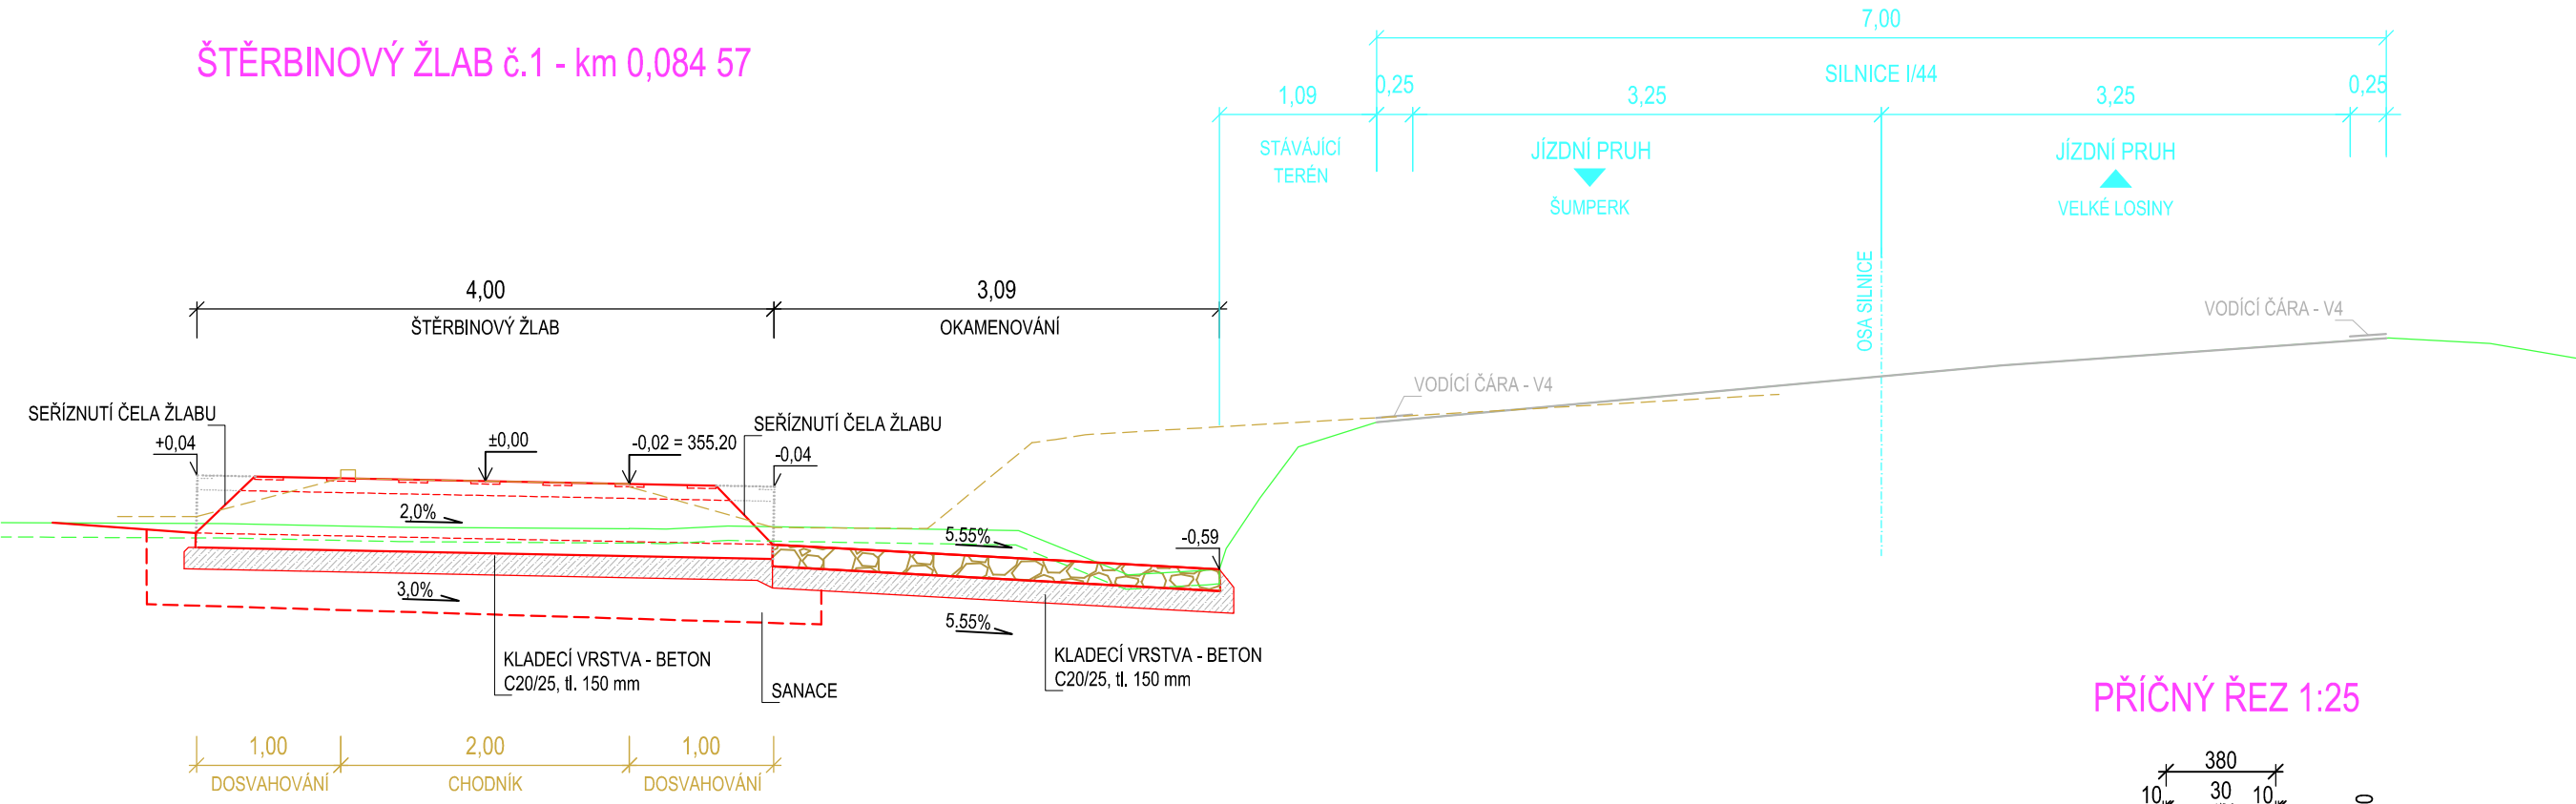 ŠTĚRBINOVÝ ŽLAB č.1 - km 0,084 57
7,00
SILNICE I/44
1,09
0,25
3,25
3,25
0,25
STÁVÁJÍCÍ
TERÉN
JÍZDNÍ PRUH
ŠUMPERK
JÍZDNÍ PRUH
VELKÉ LOSINY
OSA SILNICE
4,00
ŠTĚRBINOVÝ ŽLAB
3,09
OKAMENOVÁNÍ
VODÍCÍ ČÁRA - V4
VODÍCÍ ČÁRA - V4
SEŘÍZNUTÍ ČELA ŽLABU
+0,04
±0,00
-0,02 = 355.20
SEŘÍZNUTÍ ČELA ŽLABU
-0,04
2,0%
5.55%
-0,59
3,0%
5.55%
KLADECÍ VRSTVA - BETON
C20/25, tl. 150 mm
SANACE
KLADECÍ VRSTVA - BETON
C20/25, tl. 150 mm
PŘÍČNÝ ŘEZ 1:25
1,00
DOSVAHOVÁNÍ
2,00
CHODNÍK
1,00
DOSVAHOVÁNÍ
380
10
30
10